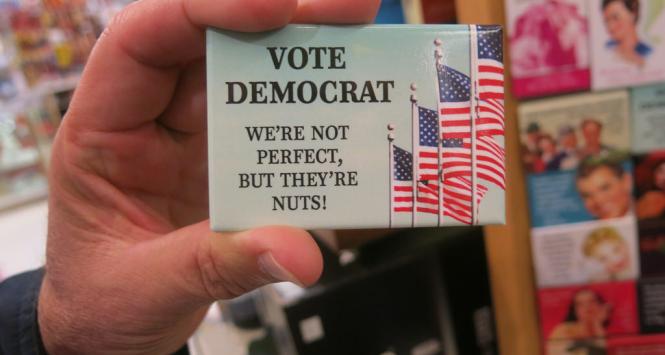 VOTE
DEMOCRAT
WE'RE NOT
PERFECT,
BUT THEY'RE
NUTS!